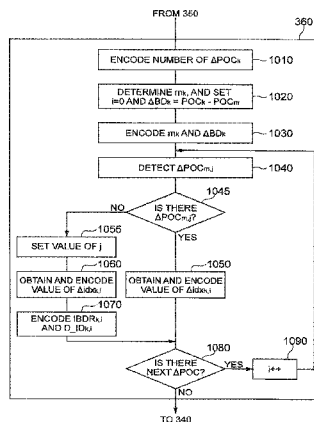 FROM 350
360
ENCODE NUMBER OF ΔPOCk
1010
DETERMINE mk, AND SET
i=0 AND ΔBDk = POCk - POCm
1020
ENCODE mk AND ΔBDk
1030
DETECT ΔPOCm,j
1040
1045
NO
IS THERE
ΔPOCm,j?
YES
1055
SET VALUE OF j
1060
1050
OBTAIN AND ENCODE
VALUE OF Δidxk,i
OBTAIN AND ENCODE
VALUE OF Δidxk,i
1070
ENCODE IBDRk,i
AND D_IDk,i
1080
1090
IS THERE
NEXT ΔPOC?
YES
i++
NO
TO 340